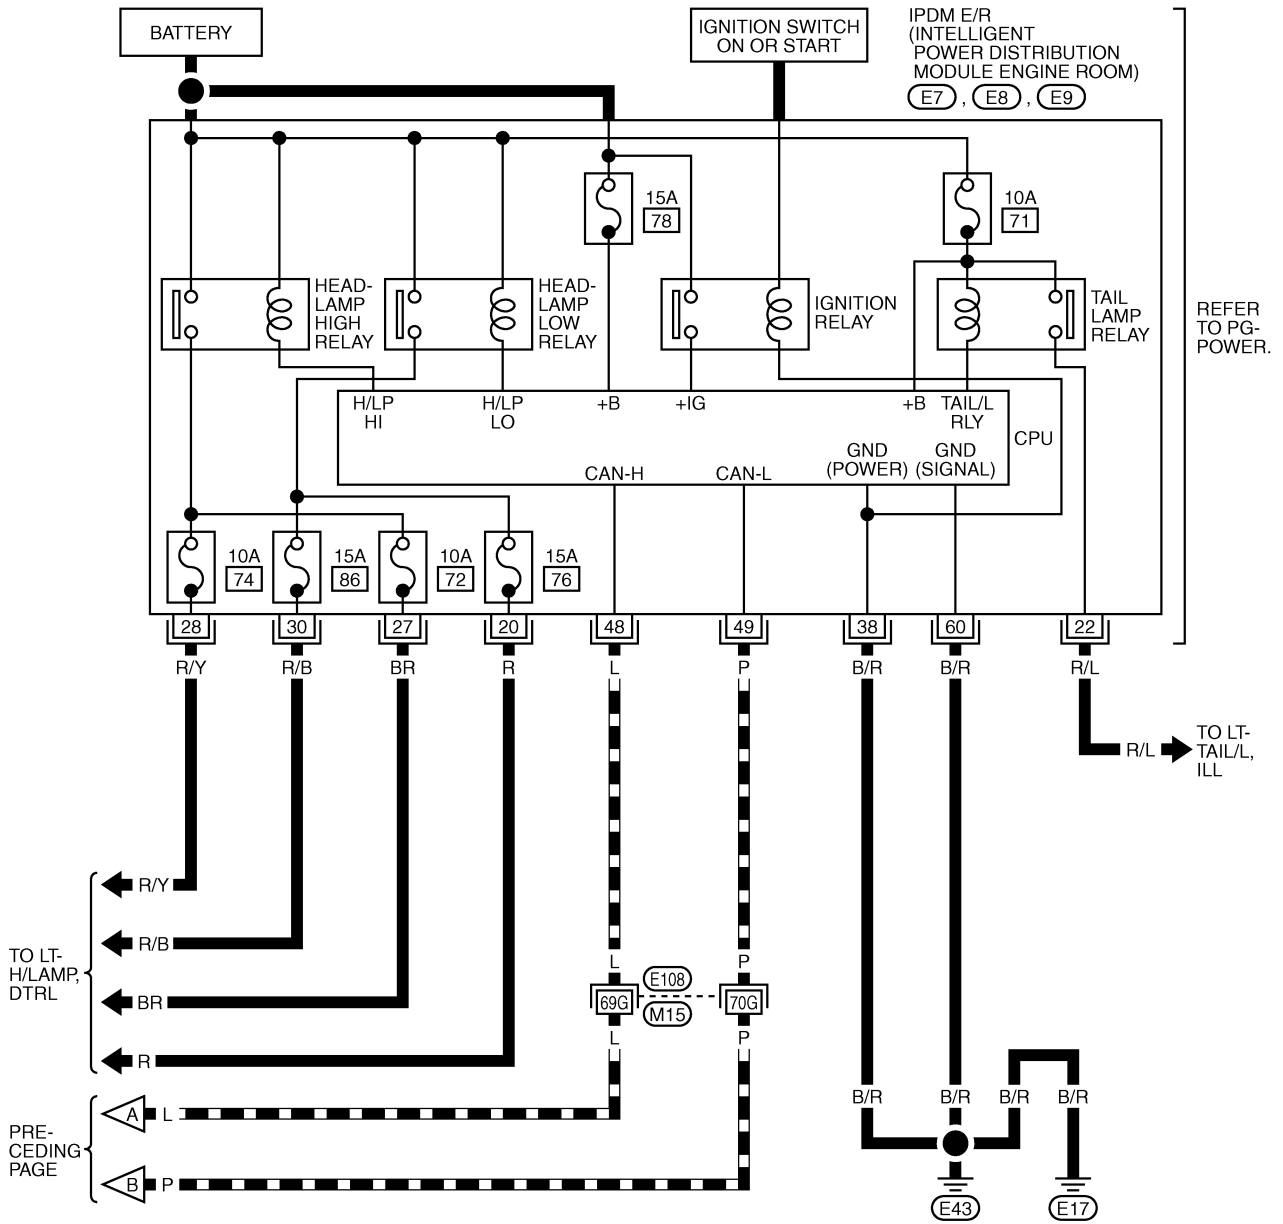 BATTERY
IGNITION SWITCH
ON OR START
IPDM E/R
(INTELLIGENT
POWER DISTRIBUTION
MODULE ENGINE ROOM)
E7 , E8 , E9
15A
78
10A
71
HEAD-
LAMP
HIGH
RELAY
HEAD-
LAMP
LOW
RELAY
IGNITION
RELAY
TAIL
LAMP
RELAY
REFER
TO PG-
POWER.
H/LP
HI
H/LP
LO
+B
+IG
+B
TAIL/L
RLY
CPU
GND
(POWER)
GND
(SIGNAL)
CAN-H
CAN-L
10A
74
15A
86
10A
72
15A
76
28
30
27
20
48
49
38
60
22
R/Y
R/B
BR
R
L
P
B/R
B/R
R/L
R/L
TO LT-
TAIL/L,
ILL
R/Y
R/B
BR
R
TO LT-
H/LAMP,
DTRL
L
P
E108
69G
70G
M15
L
P
B/R
B/R
B/R
B/R
A
L
B
P
PRE-
CEDING
PAGE
E43
E17